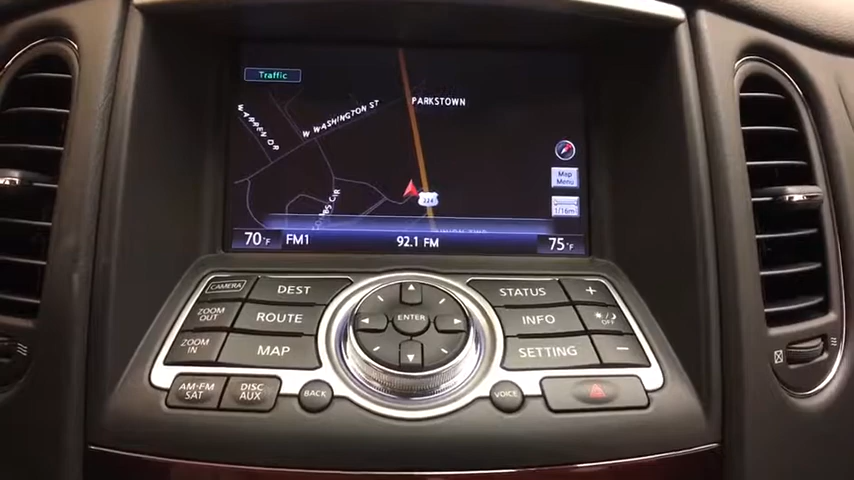 Traffic
PARKSTOWN
W WASHINGTON ST
WARREN DR
Map
Menu
224
1/16mi
70°F
FM1
92.1 FM
75°F
CAMERA
DEST
STATUS
+
ZOOM
OUT
ROUTE
ENTER
INFO
OFF
ZOOM
IN
MAP
SETTING
−
AM·FM
SAT
DISC
AUX
BACK
VOICE